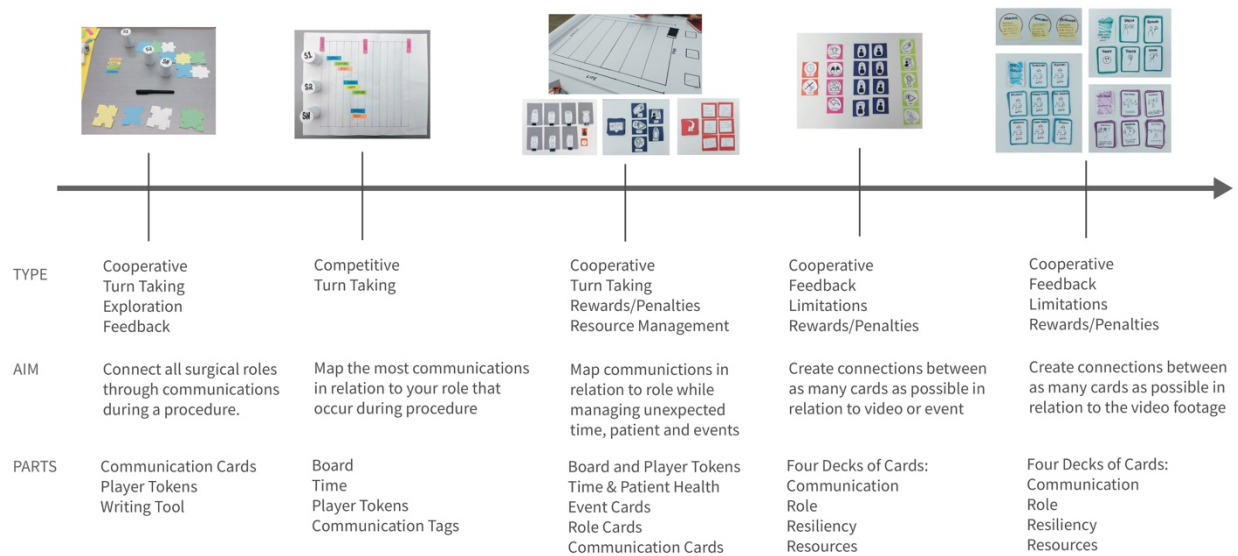 S1
S2
SN
TYPE
Cooperative
Turn Taking
Exploration
Feedback
Competitive
Turn Taking
Cooperative
Turn Taking
Rewards/Penalties
Resource Management
Cooperative
Feedback
Limitations
Rewards/Penalties
Cooperative
Feedback
Limitations
Rewards/Penalties
AIM
Connect all surgical roles
through communications
during a procedure.
Map the most communications
in relation to your role that
occur during procedure
Map communictions in
relation to role while
managing unexpected
time, patient and events
Create connections between
as many cards as possible in
relation to video or event
Create connections between
as many cards as possible in
relation to the video footage
PARTS
Communication Cards
Player Tokens
Writing Tool
Board
Time
Player Tokens
Communication Tags
Board and Player Tokens
Time & Patient Health
Event Cards
Role Cards
Communication Cards
Four Decks of Cards:
Communication
Role
Resiliency
Resources
Four Decks of Cards:
Communication
Role
Resiliency
Resources